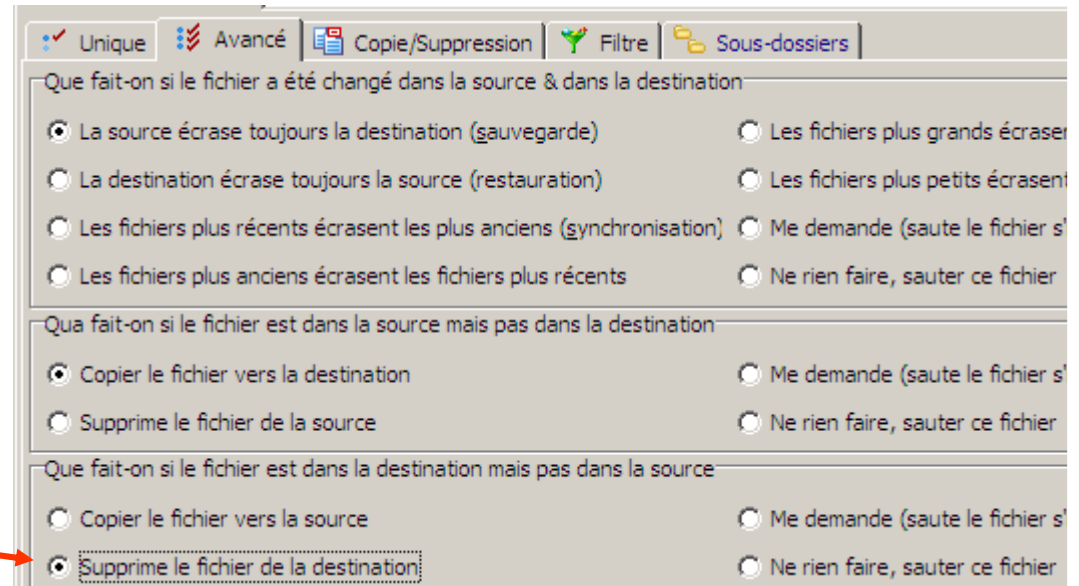 Unique Avancé Copie/Suppression Filtre Sous-dossiers
Que fait-on si le fichier a été changé dans la source & dans la destination
La source écrase toujours la destination (sauvegarde) Les fichiers plus grands écrasen
La destination écrase toujours la source (restauration) Les fichiers plus petits écrasent
Les fichiers plus récents écrasent les plus anciens (synchronisation) Me demande (saute le fichier s'
Les fichiers plus anciens écrasent les fichiers plus récents Ne rien faire, sauter ce fichier
Qua fait-on si le fichier est dans la source mais pas dans la destination
Copier le fichier vers la destination Me demande (saute le fichier s'
Supprime le fichier de la source Ne rien faire, sauter ce fichier
Que fait-on si le fichier est dans la destination mais pas dans la source
Copier le fichier vers la source Me demande (saute le fichier s'
Supprime le fichier de la destination Ne rien faire, sauter ce fichier